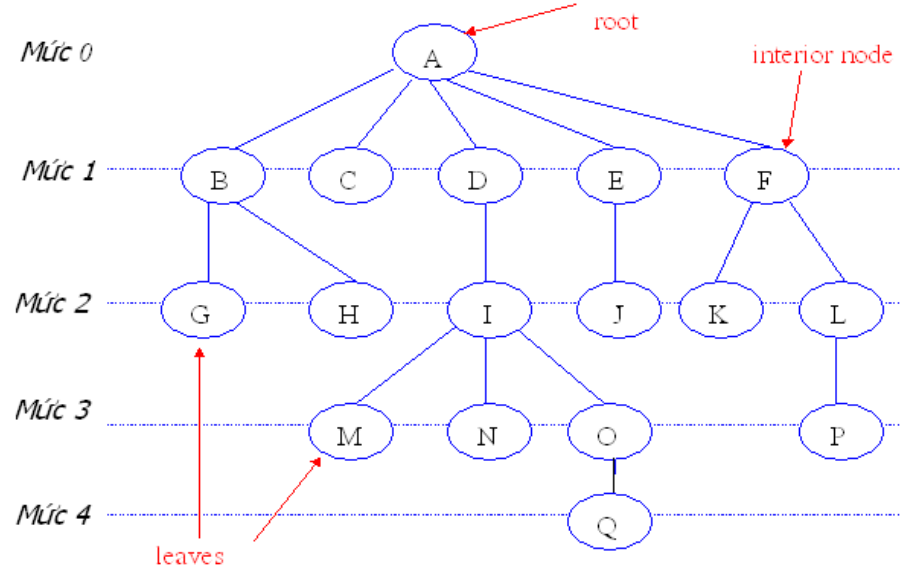 root
Mức 0
A
interior node
Mức 1
B C D E F
Mức 2
G H I J K L
Mức 3
M N O P
Mức 4
Q
leaves